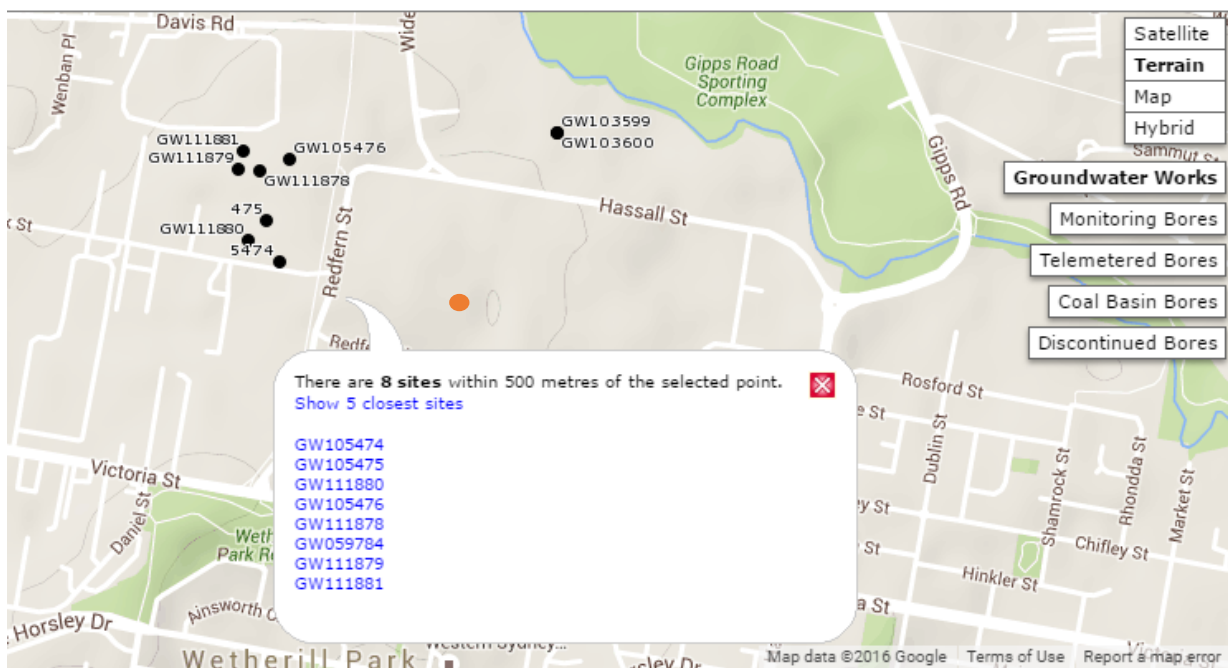 Davis Rd
Wide
Wenban Pl
Gipps Road
Sporting
Complex
Satellite
Terrain
Map
Hybrid
Sammut St
GW103599
GW103600
GW111881
GW105476
GW111879
GW111878
Gipps Rd
Groundwater Works
Monitoring Bores
Telemetered Bores
Coal Basin Bores
Discontinued Bores
Hassall St
475
GW111880
5474
x St
Redfern St
Redfe
There are 8 sites within 500 metres of the selected point.
Show 5 closest sites
GW105474
GW105475
GW111880
GW105476
GW111878
GW059784
GW111879
GW111881
Rosford St
e St
Dublin St
Shamrock St
Rhondda St
Market St
ey St
n St
Chifley St
Hinkler St
a St
Victoria St
Daniel St
Weth
Park Re
Ainsworth C
Horsley Dr
Wetherill Park
Western Sydney
sley Dr
Map data ©2016 Google
Terms of Use
Report a map error